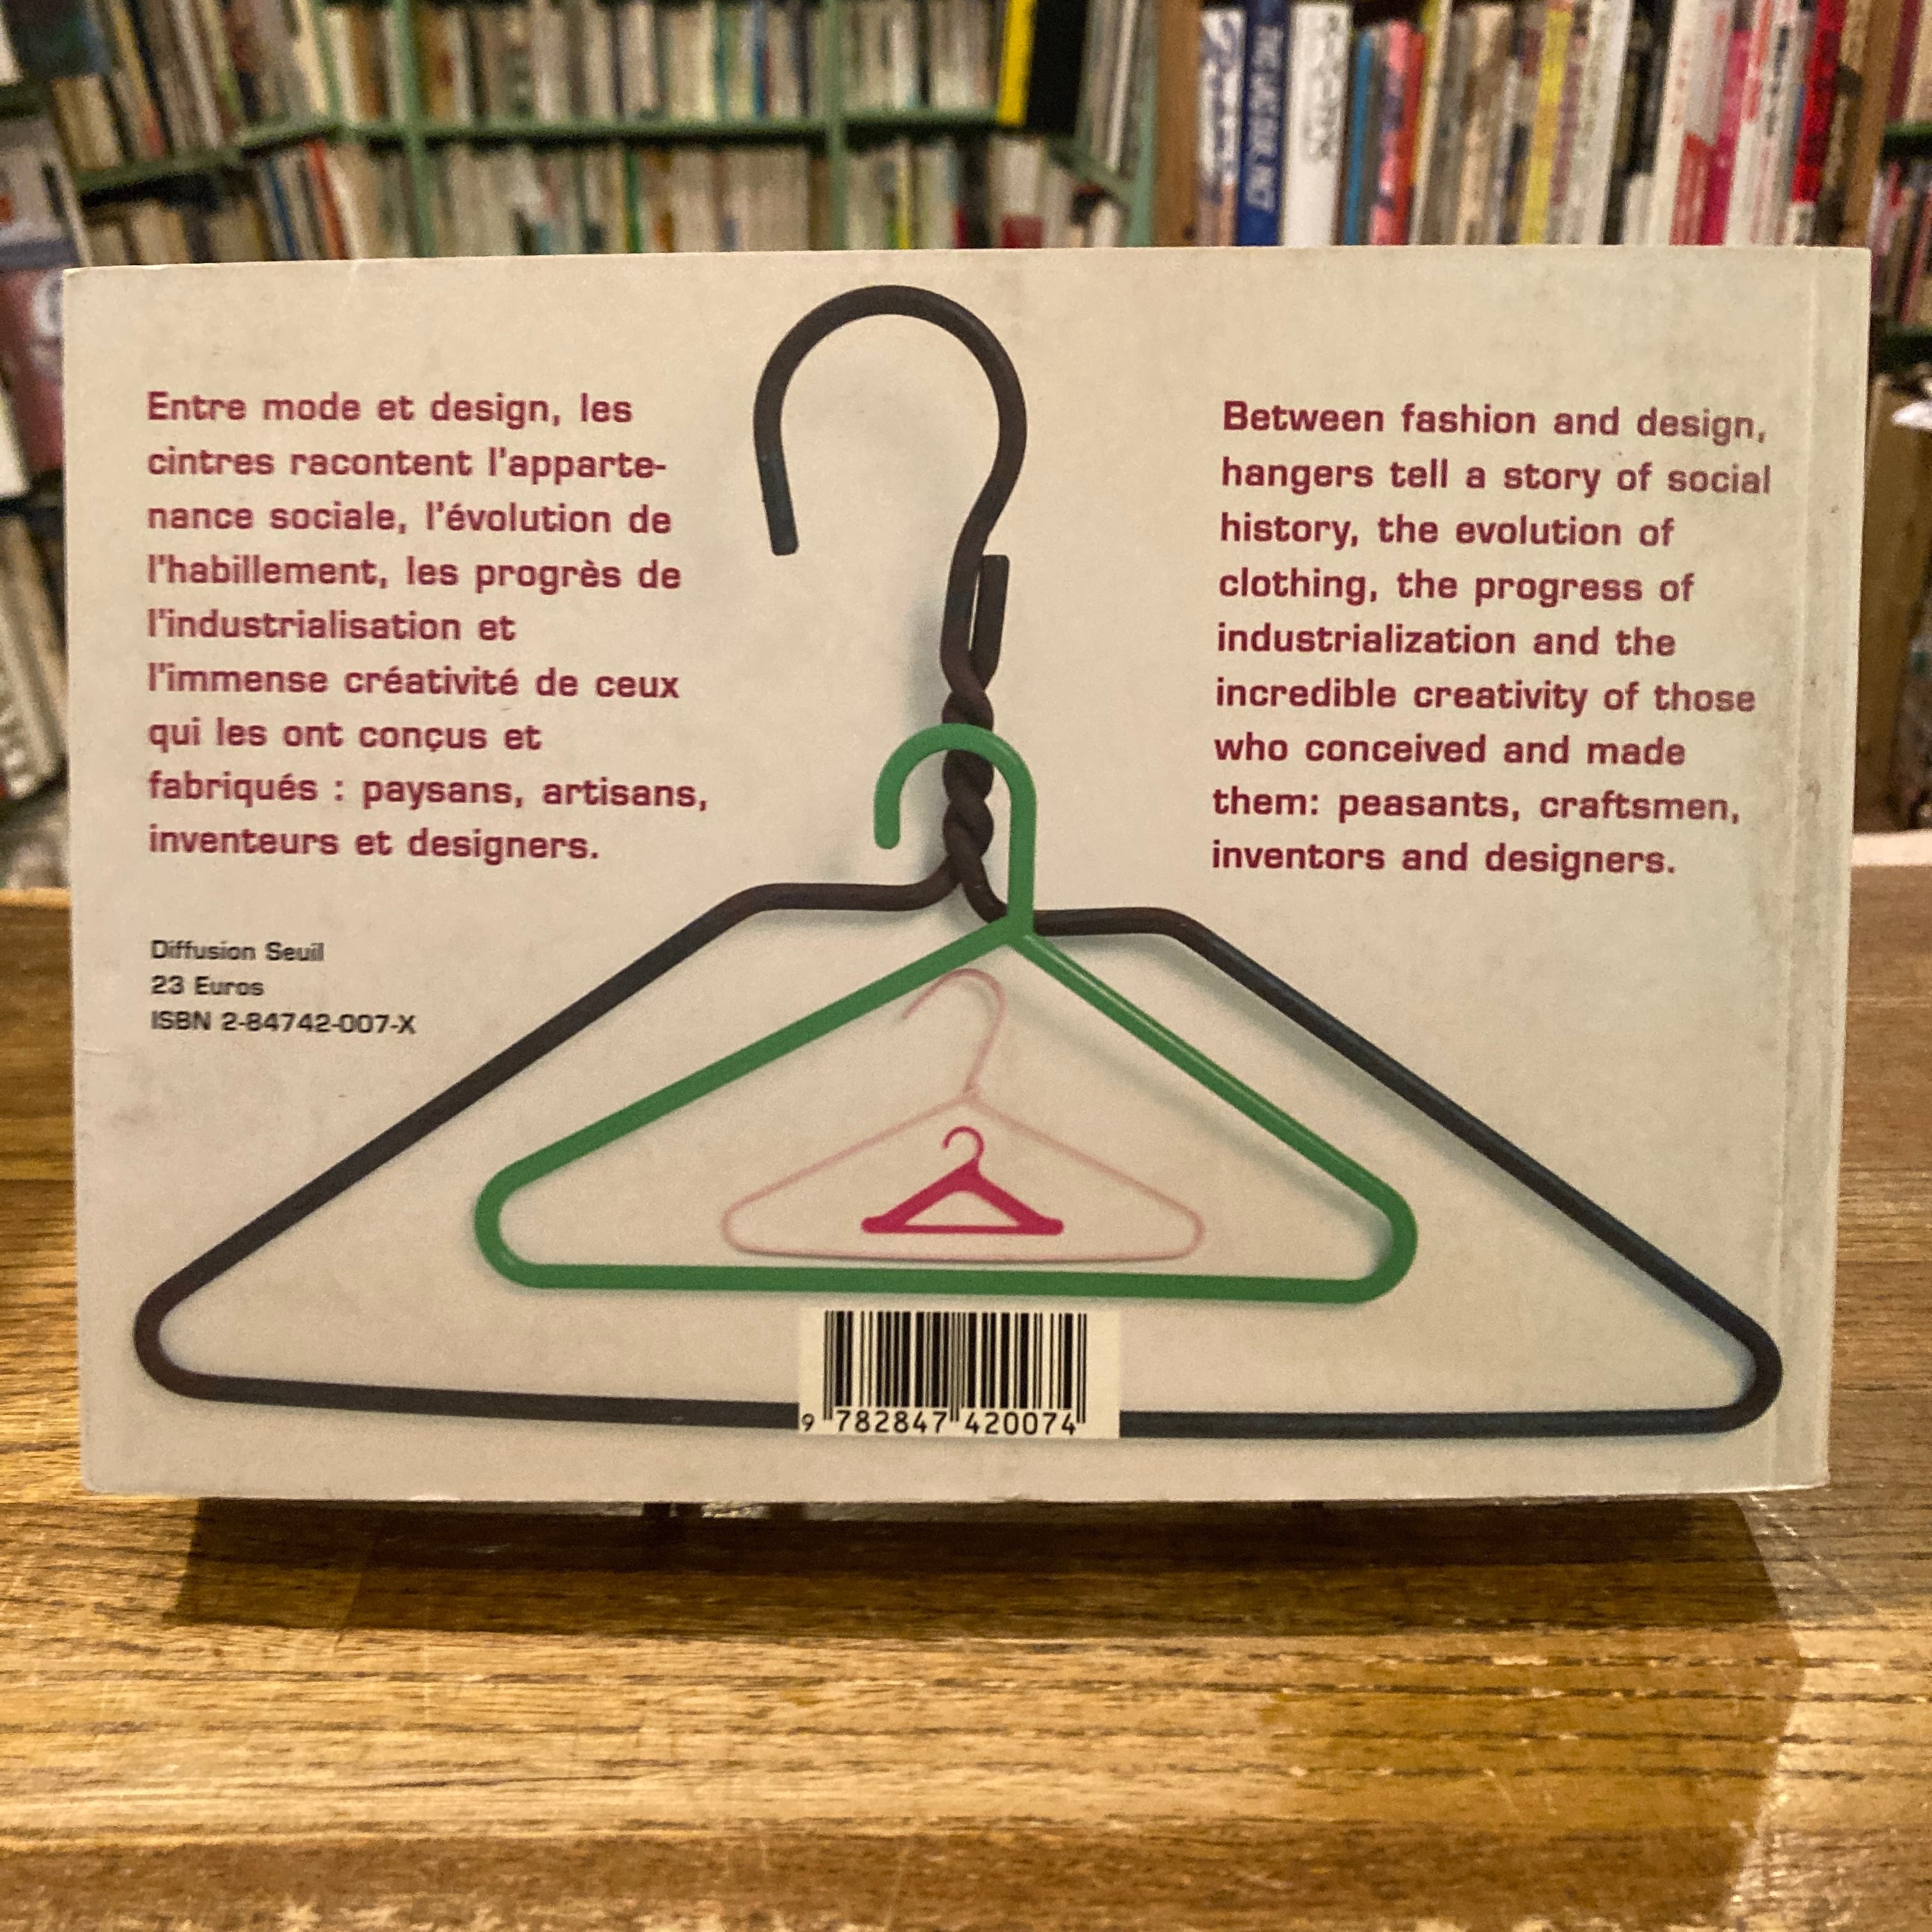 THE LAST SEX, INC?
Entre mode et design, les
cintres racontent l'apparte-
nance sociale, l'évolution de
l'habillement, les progrès de
l'industrialisation et
l'immense créativité de ceux
qui les ont conçus et
fabriqués : paysans, artisans,
inventeurs et designers.
Diffusion Seuil
23 Euros
ISBN 2-84742-007-X
Between fashion and design,
hangers tell a story of social
history, the evolution of
clothing, the progress of
industrialization and the
incredible creativity of those
who conceived and made
them: peasants, craftsmen,
inventors and designers.
9 782847 420074